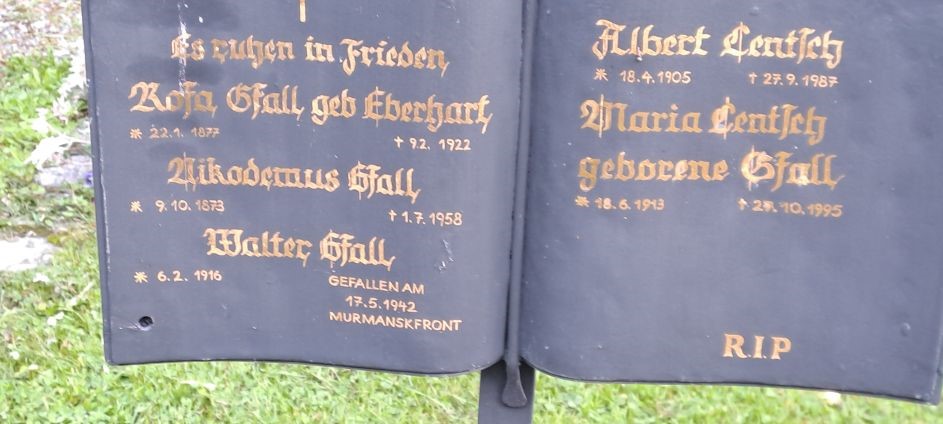 Es ruhen in Frieden
Rosa Gfall geb Eberhart
* 22.1. 1877
† 9.2. 1922
Nikodemus Gfall
* 9.10.1873
† 1.7.1958
Walter Gfall
* 6.2. 1916
GEFALLEN AM
17.5.1942
MURMANSKFRONT
Albert Lentsch
* 18.4.1905 † 27.9.1987
Maria Lentsch
geborene Gfall
* 18.6.1913 † 27.10.1995
R.I.P